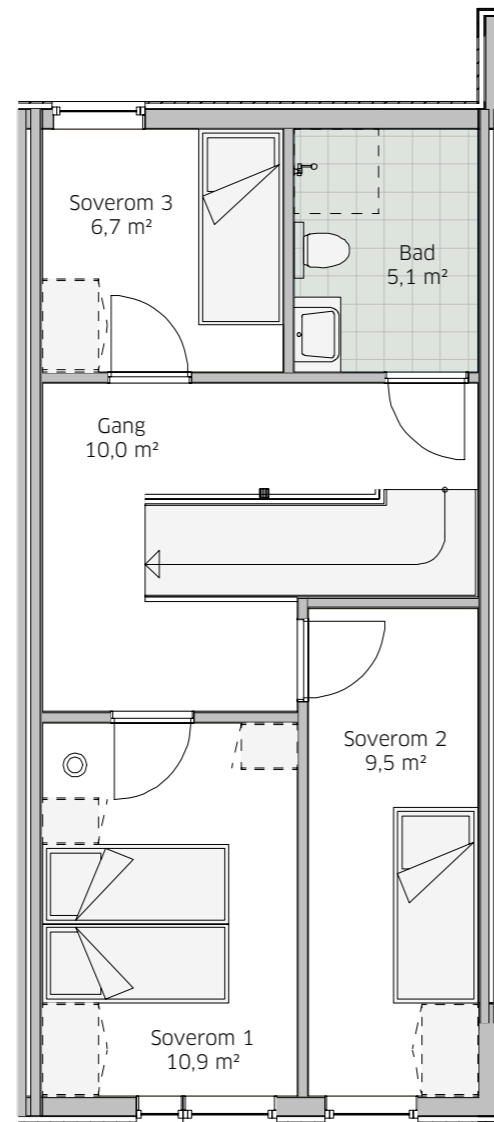 Soverom 3
6,7 m²
Bad
5,1 m²
Gang
10,0 m²
Soverom 2
9,5 m²
Soverom 1
10,9 m²